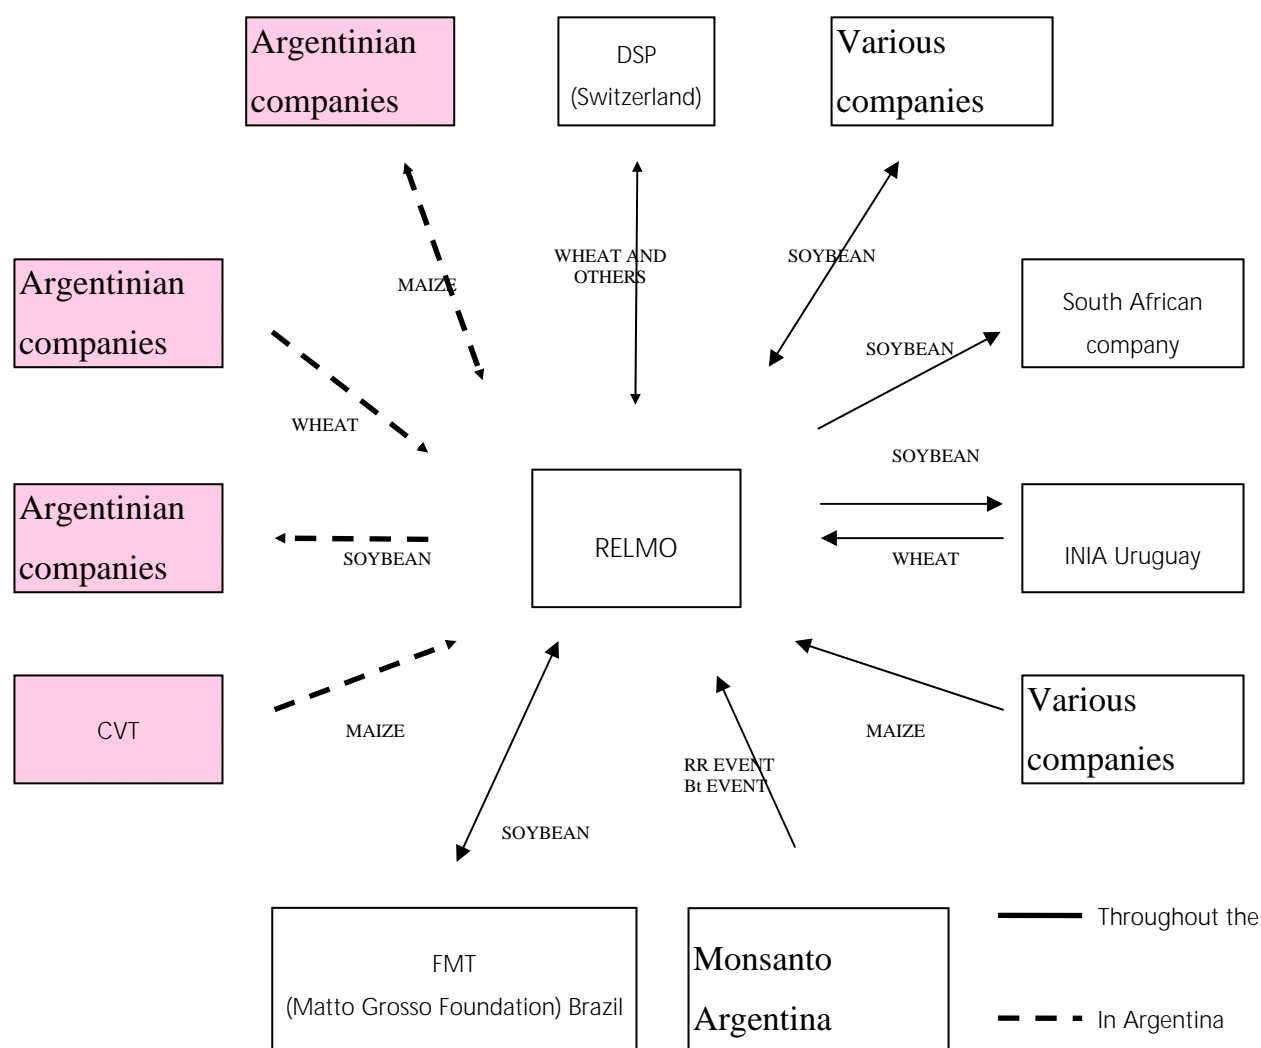 Argentinian
companies
DSP
(Switzerland)
Various
companies
MAIZE
WHEAT AND
OTHERS
SOYBEAN
Argentinian
companies
South African
company
SOYBEAN
WHEAT
SOYBEAN
Argentinian
companies
SOYBEAN
RELMO
WHEAT
INIA Uruguay
CVT
MAIZE
MAIZE
Various
companies
RR EVENT
Bt EVENT
SOYBEAN
FMT
(Matto Grosso Foundation) Brazil
Monsanto
Argentina
Throughout the
In Argentina